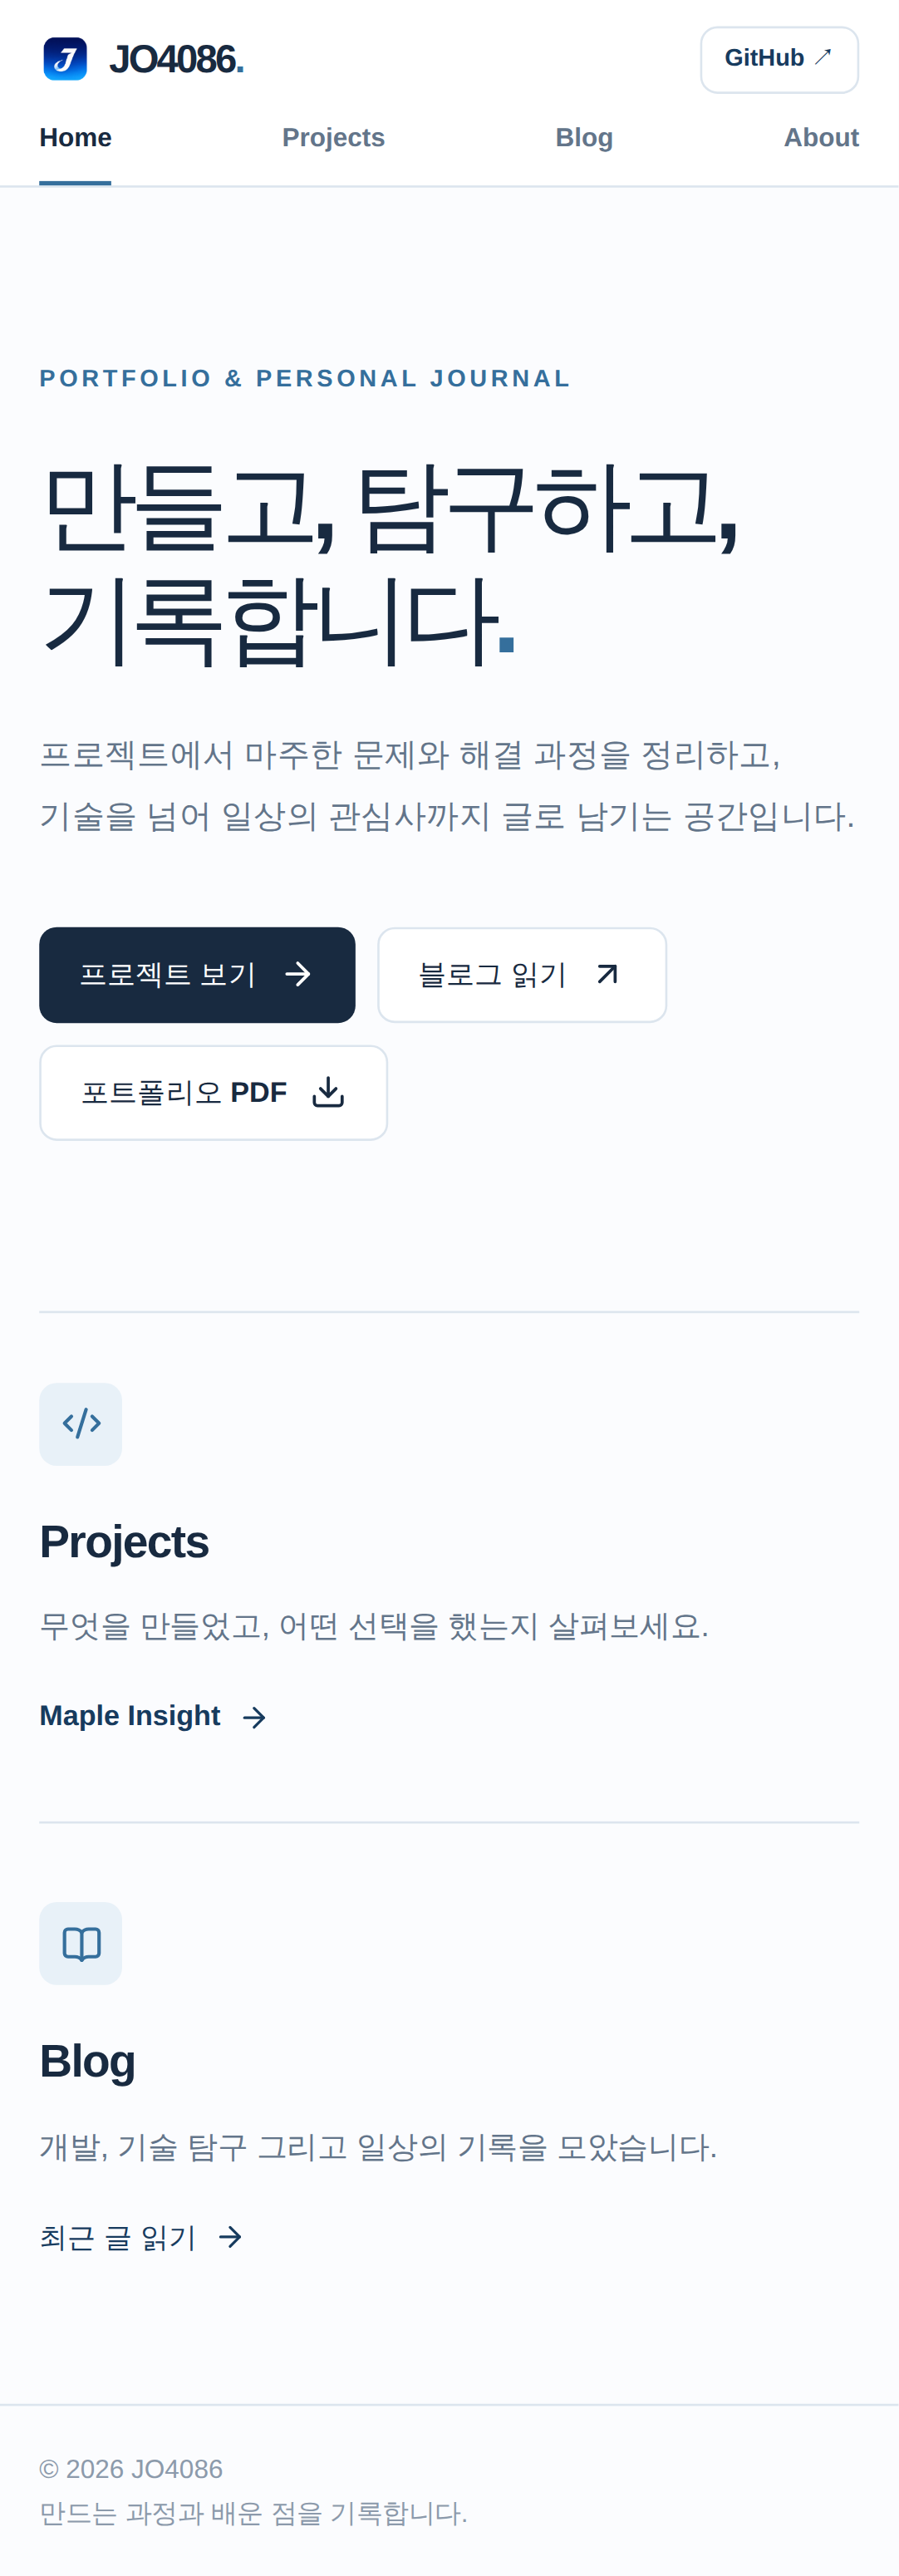 JO4086.
GitHub ↗
Home Projects Blog About
PORTFOLIO & PERSONAL JOURNAL
만들고, 탐구하고,
기록합니다.
프로젝트에서 마주한 문제와 해결 과정을 정리하고,
기술을 넘어 일상의 관심사까지 글로 남기는 공간입니다.
프로젝트 보기 →
블로그 읽기 ↗
포트폴리오 PDF
Projects
무엇을 만들었고, 어떤 선택을 했는지 살펴보세요.
Maple Insight →
Blog
개발, 기술 탐구 그리고 일상의 기록을 모았습니다.
최근 글 읽기 →
© 2026 JO4086
만드는 과정과 배운 점을 기록합니다.